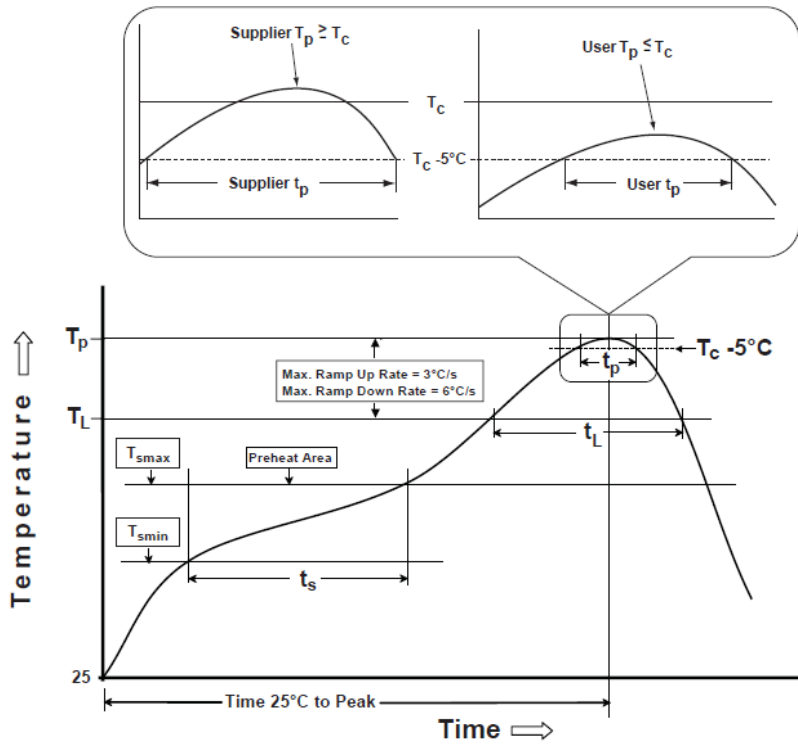 Supplier Tp ≥ Tc
User Tp ≤ Tc
Tc
Tc -5°C
Supplier tp
User tp
Tp
Tc -5°C
tp
Max. Ramp Up Rate = 3°C/s
Max. Ramp Down Rate = 6°C/s
TL
tL
Tsmax
Preheat Area
Tsmin
ts
Temperature
25
Time 25°C to Peak
Time